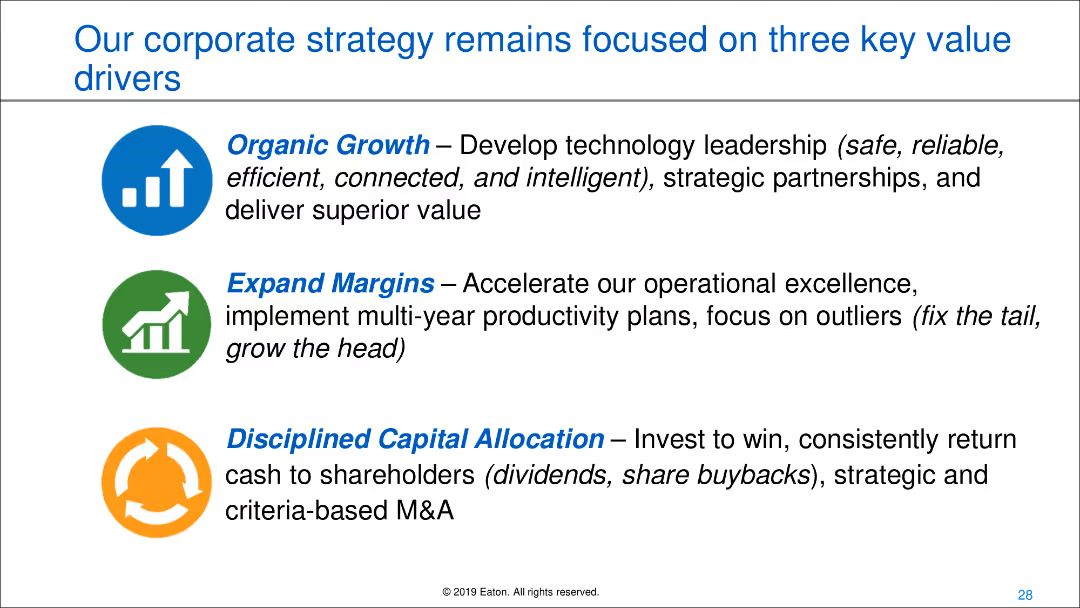 Our corporate strategy remains focused on three key value
drivers
Organic Growth – Develop technology leadership (safe, reliable,
efficient, connected, and intelligent), strategic partnerships, and
deliver superior value
Expand Margins – Accelerate our operational excellence,
implement multi-year productivity plans, focus on outliers (fix the tail,
grow the head)
Disciplined Capital Allocation – Invest to win, consistently return
cash to shareholders (dividends, share buybacks), strategic and
criteria-based M&A
© 2019 Eaton. All rights reserved.
28